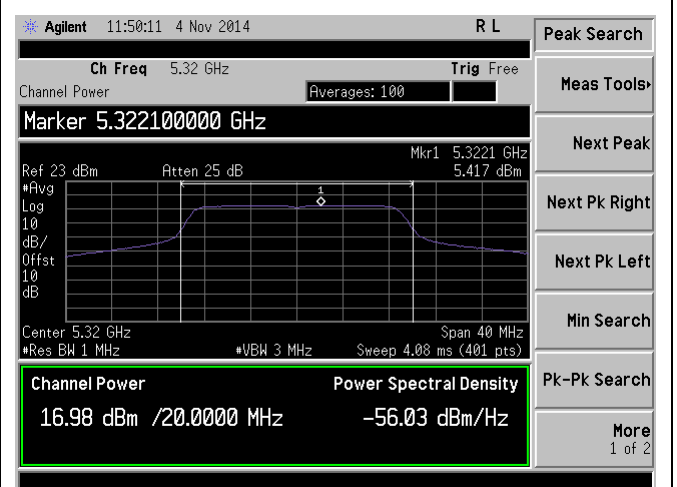 Agilent 11:50:11 4 Nov 2014 R L
Peak Search
Ch Freq 5.32 GHz Trig Free
Channel Power Averages: 100
Meas Tools
Marker 5.322100000 GHz
Next Peak
Mkr1 5.3221 GHz
Ref 23 dBm Atten 25 dB 5.417 dBm
#Avg
Log
10
dB/
Offst
10
dB
1
Next Pk Right
Next Pk Left
Center 5.32 GHz Span 40 MHz
#Res BW 1 MHz #VBW 3 MHz Sweep 4.08 ms (401 pts)
Min Search
Channel Power Power Spectral Density
16.98 dBm /20.0000 MHz -56.03 dBm/Hz
Pk-Pk Search
More
1 of 2